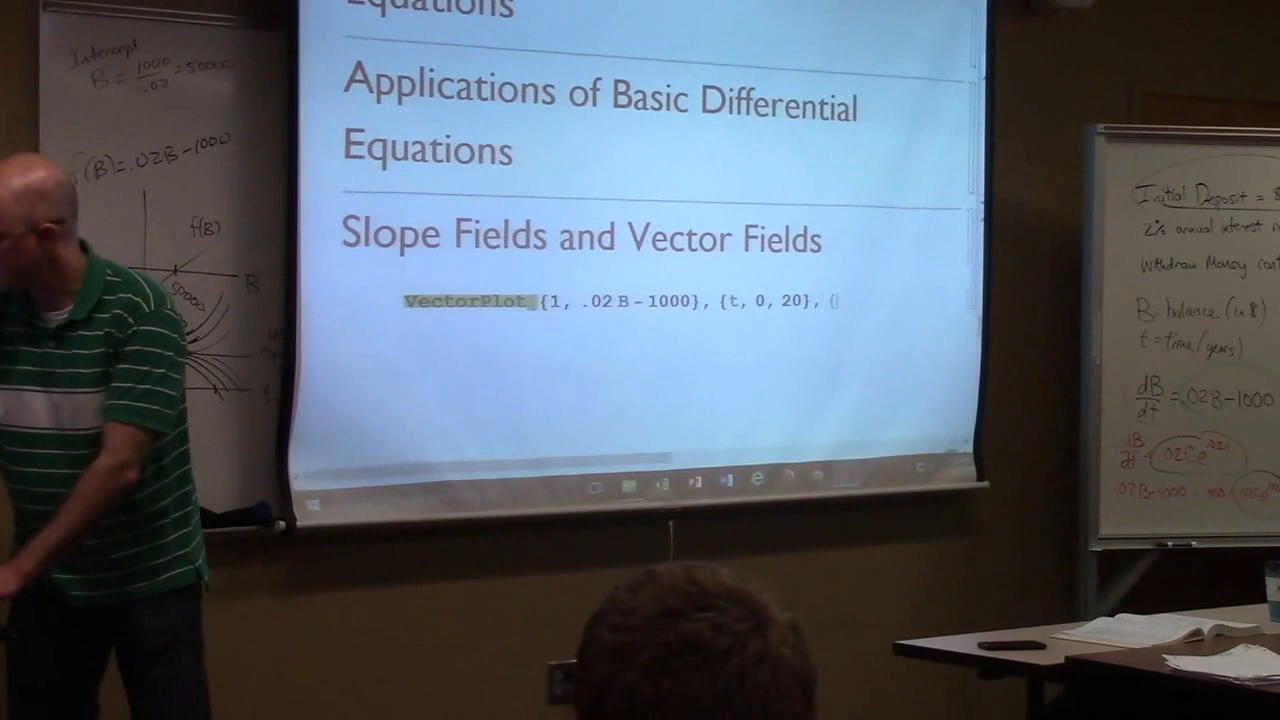 Intercept
B = 1000/.02 = 50000
f(B) = .02B-1000
f(B)
B
50000
t
Equations
Applications of Basic Differential
Equations
Slope Fields and Vector Fields
VectorPlot {1, .02 B - 1000}, {t, 0, 20}, {
Initial Deposit = $
2% annual interest
Withdraw Money
B = balance (in $)
t = time (years)
dB/dt = .02B-1000
dB/dt = .02Ce
.02B-1000